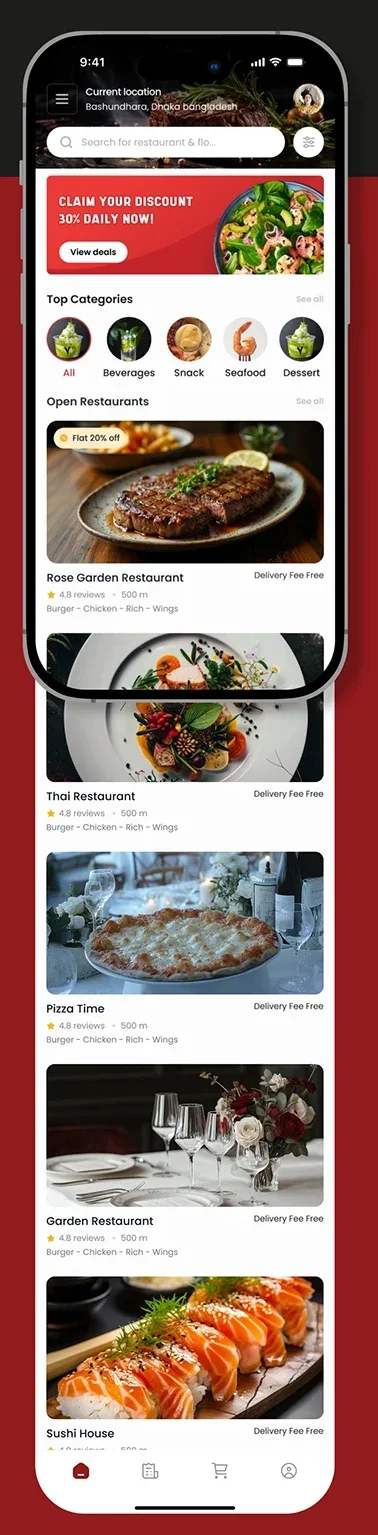 9:41
Current location
Bashundhara, Dhaka bangladesh
Search for restaurant & flo...
CLAIM YOUR DISCOUNT
30% DAILY NOW!
View deals
Top Categories
See all
All
Beverages
Snack
Seafood
Dessert
Open Restaurants
See all
Flat 20% off
Rose Garden Restaurant
Delivery Fee Free
4.8 reviews
500 m
Burger - Chicken - Rich - Wings
Thai Restaurant
Delivery Fee Free
4.8 reviews
500 m
Burger - Chicken - Rich - Wings
Pizza Time
Delivery Fee Free
4.8 reviews
500 m
Burger - Chicken - Rich - Wings
Garden Restaurant
Delivery Fee Free
4.8 reviews
500 m
Burger - Chicken - Rich - Wings
Sushi House
Delivery Fee Free
4.8 reviews
500 m